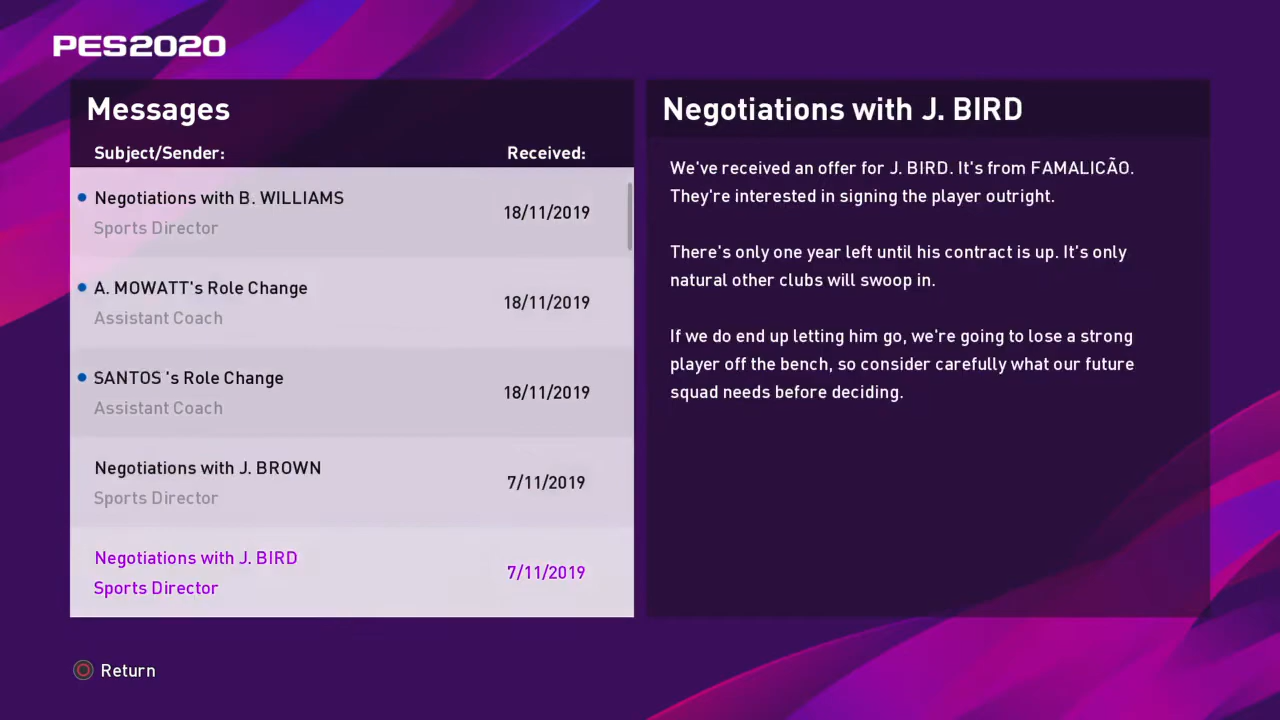 PES2020
Messages
Subject/Sender:
Received:
Negotiations with B. WILLIAMS
Sports Director
18/11/2019
A. MOWATT's Role Change
Assistant Coach
18/11/2019
SANTOS 's Role Change
Assistant Coach
18/11/2019
Negotiations with J. BROWN
Sports Director
7/11/2019
Negotiations with J. BIRD
Sports Director
7/11/2019
Negotiations with J. BIRD
We've received an offer for J. BIRD. It's from FAMALICÃO.
They're interested in signing the player outright.
There's only one year left until his contract is up. It's only
natural other clubs will swoop in.
If we do end up letting him go, we're going to lose a strong
player off the bench, so consider carefully what our future
squad needs before deciding.
Return